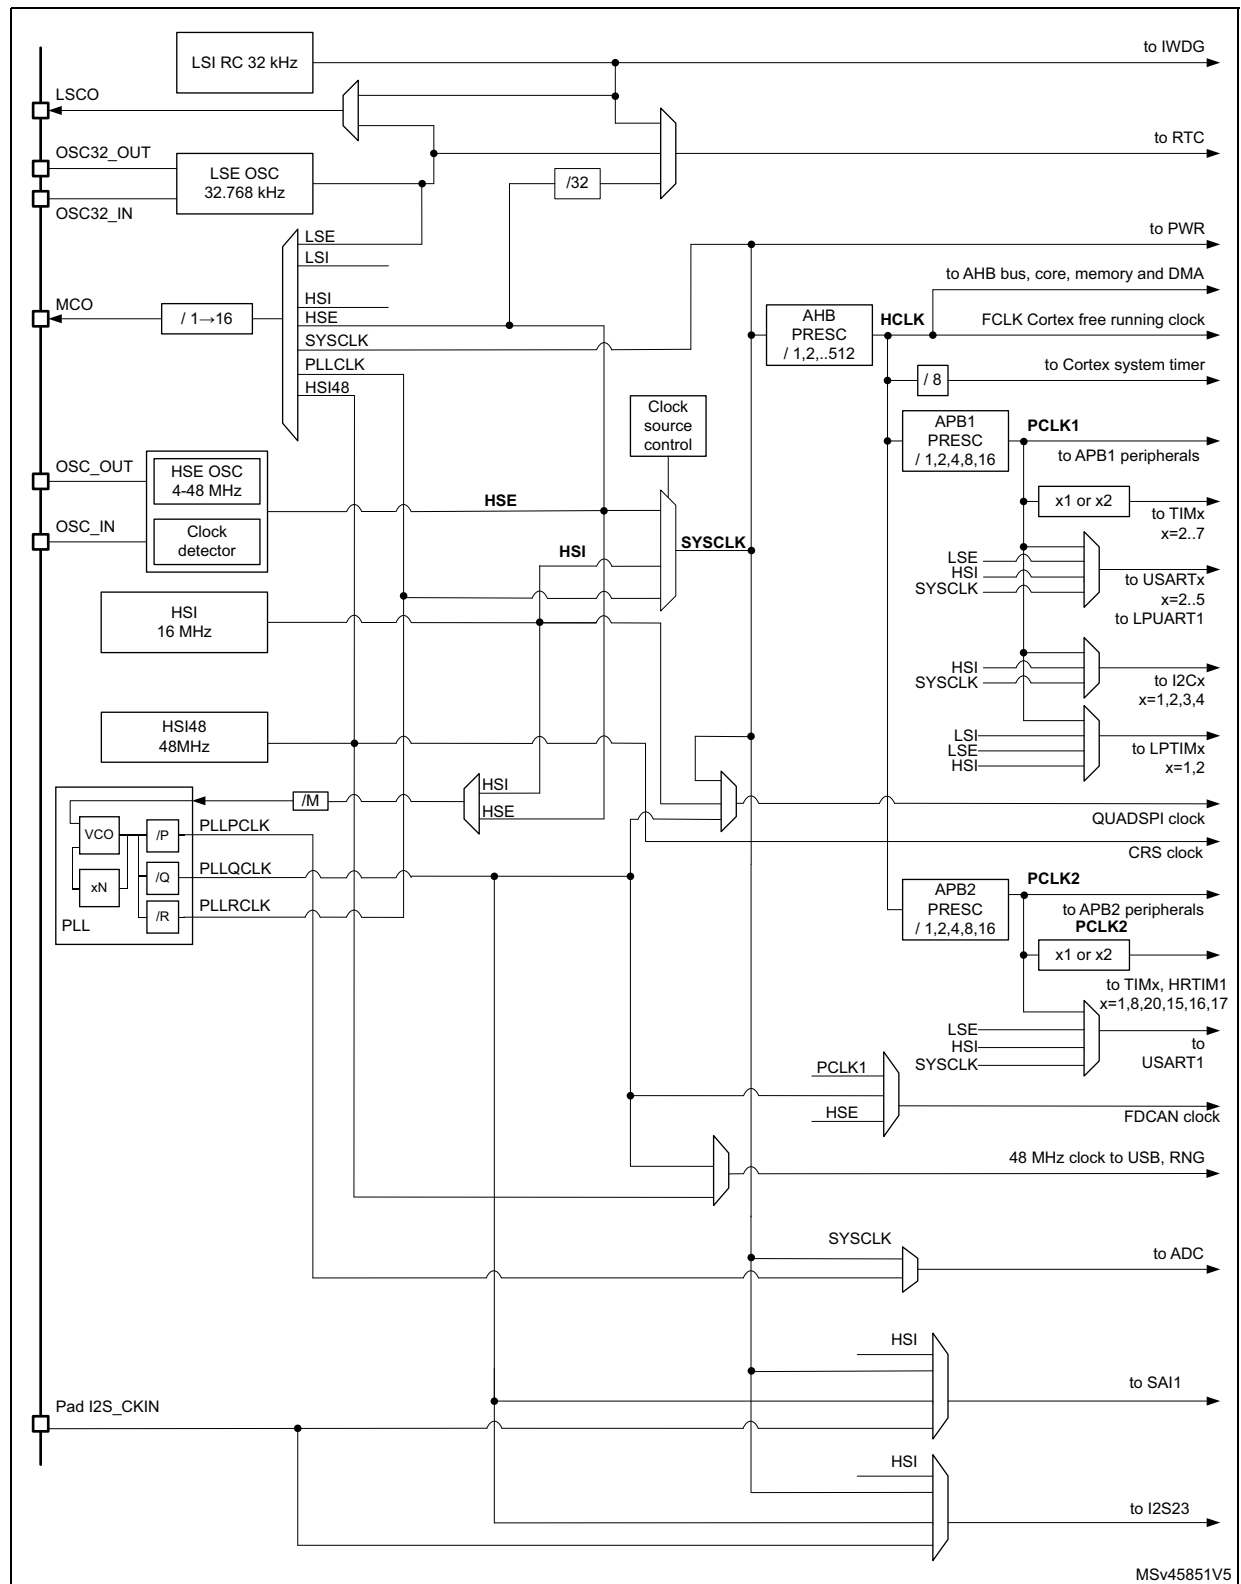 LSI RC 32 kHz
to IWDG
LSCO
to RTC
OSC32_OUT
LSE OSC
32.768 kHz
/32
OSC32_IN
LSE
LSI
to PWR
to AHB bus, core, memory and DMA
MCO
/ 1→16
HSI
HSE
SYSCLK
PLLCLK
HSI48
AHB
PRESC
/ 1,2,..512
HCLK
FCLK Cortex free running clock
to Cortex system timer
/ 8
Clock
source
control
APB1
PRESC
/ 1,2,4,8,16
PCLK1
to APB1 peripherals
OSC_OUT
HSE OSC
4-48 MHz
OSC_IN
Clock
detector
HSE
HSI
SYSCLK
x1 or x2
to TIMx
x=2..7
LSE
HSI
SYSCLK
to USARTx
x=2..5
to LPUART1
HSI
16 MHz
HSI
SYSCLK
to I2Cx
x=1,2,3,4
HSI48
48MHz
LSI
LSE
HSI
to LPTIMx
x=1,2
HSI
HSE
/M
QUADSPI clock
CRS clock
VCO
xN
/P
/Q
/R
PLL
PLLPCLK
PLLQCLK
PLLRCLK
APB2
PRESC
/ 1,2,4,8,16
PCLK2
to APB2 peripherals
PCLK2
x1 or x2
to TIMx, HRTIM1
x=1,8,20,15,16,17
LSE
HSI
SYSCLK
to
USART1
PCLK1
HSE
FDCAN clock
48 MHz clock to USB, RNG
SYSCLK
to ADC
HSI
to SAI1
Pad I2S_CKIN
HSI
to I2S23
MSv45851V5